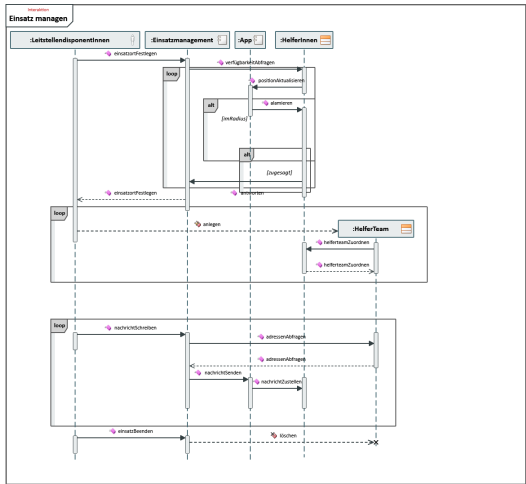 Interaktion
Einsatz managen
:LeitstellendisponentInnen
:Einsatzmanagement
:App
:HelferInnen
einsatzortFestlegen
verfügbarkeitAbfragen
loop
positionAktualisieren
alt
alamieren
[imRadius]
alt
[zugesagt]
einsatzortFestlegen
antworten
loop
anlegen
:HelferTeam
helferteamZuordnen
helferteamZuordnen
loop
nachrichtSchreiben
adressenAbfragen
adressenAbfragen
nachrichtSenden
nachrichtZustellen
einsatzBeenden
löschen